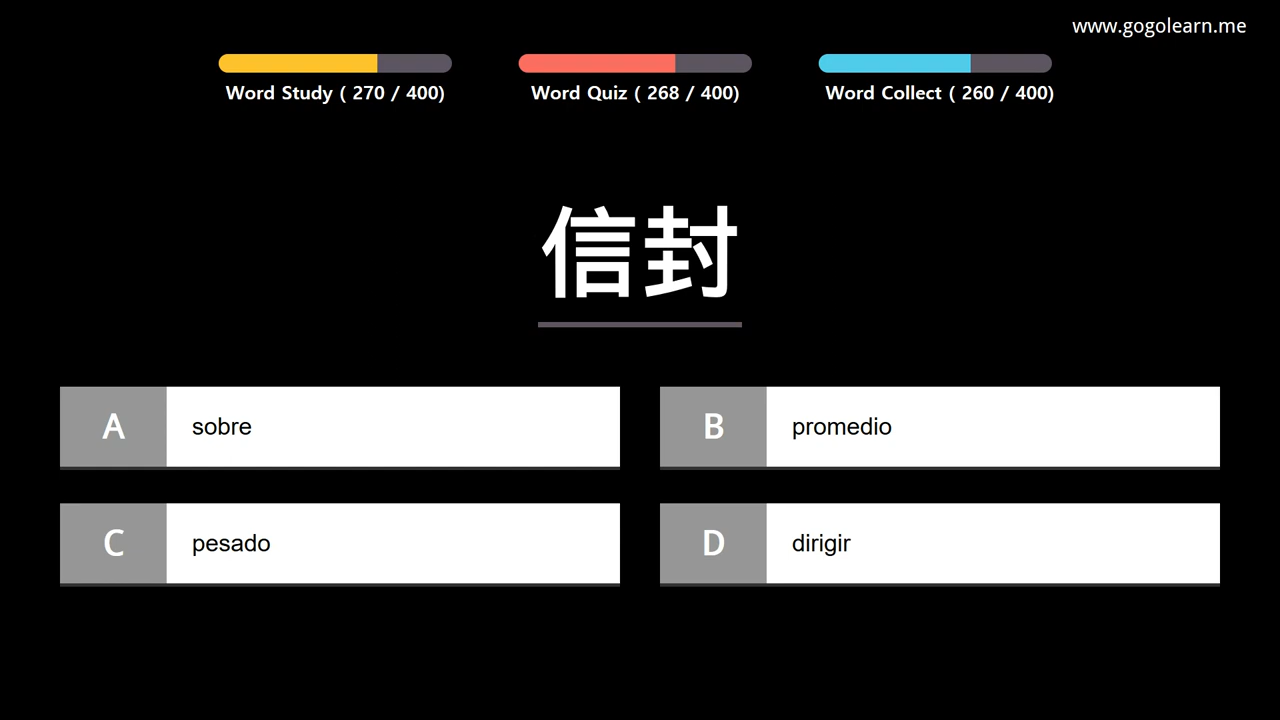 www.gogolearn.me
Word Study ( 270 / 400)
Word Quiz ( 268 / 400)
Word Collect ( 260 / 400)
信封
A sobre
B promedio
C pesado
D dirigir